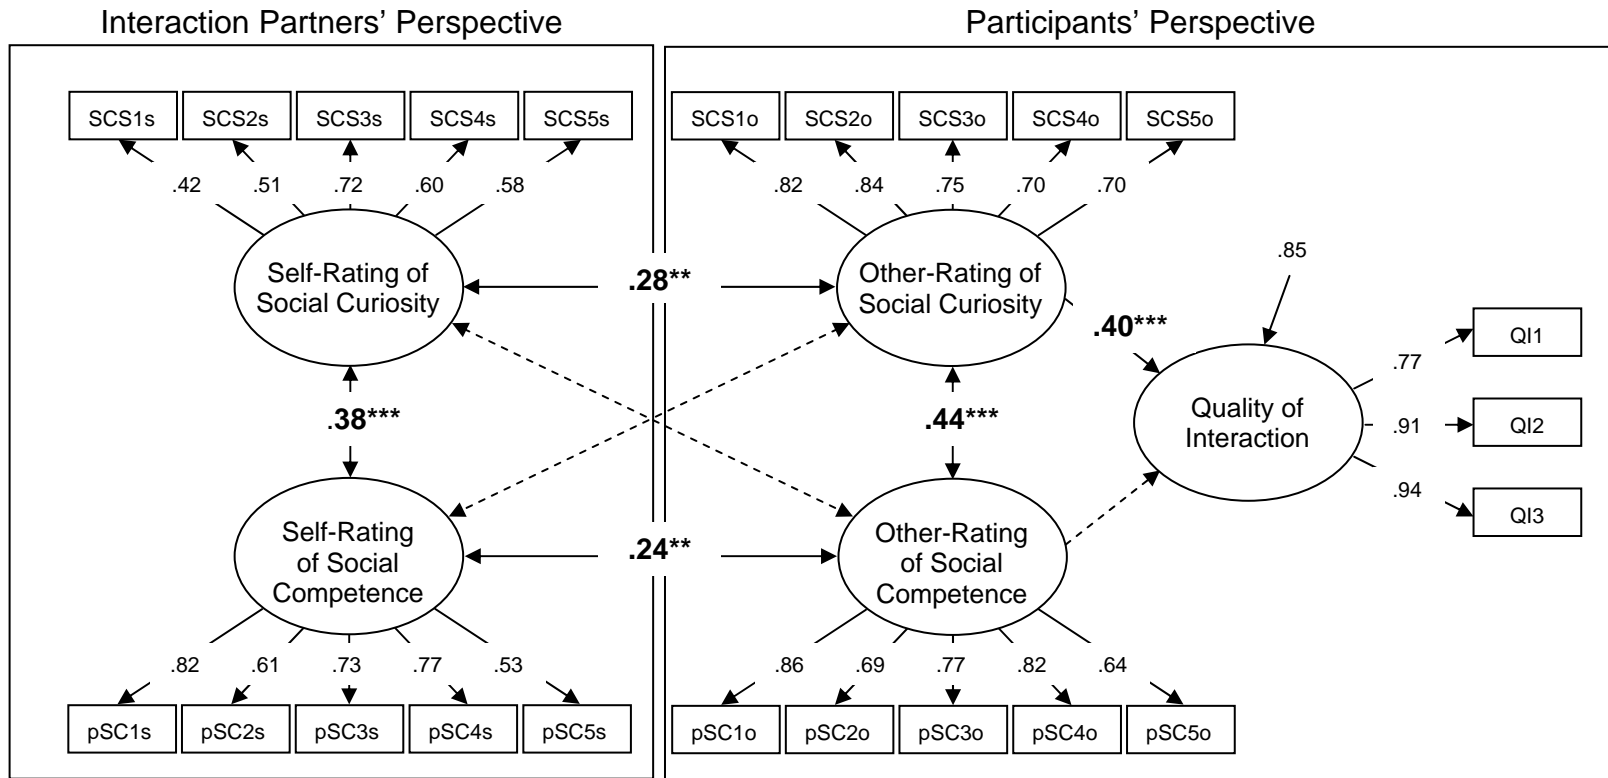 Interaction Partners’ Perspective
Participants’ Perspective
SCS1s SCS2s SCS3s SCS4s SCS5s
SCS1o SCS2o SCS3o SCS4o SCS5o
.42 .51 .72 .60 .58
.82 .84 .75 .70 .70
Self-Rating of
Social Curiosity
.28**
Other-Rating of
Social Curiosity
.85
.40***
QI1
.77
.38***
.44***
Quality of
Interaction
.91
QI2
.94
QI3
Self-Rating
of Social
Competence
.24**
Other-Rating
of Social
Competence
.82 .61 .73 .77 .53
.86 .69 .77 .82 .64
pSC1s pSC2s pSC3s pSC4s pSC5s
pSC1o pSC2o pSC3o pSC4o pSC5o